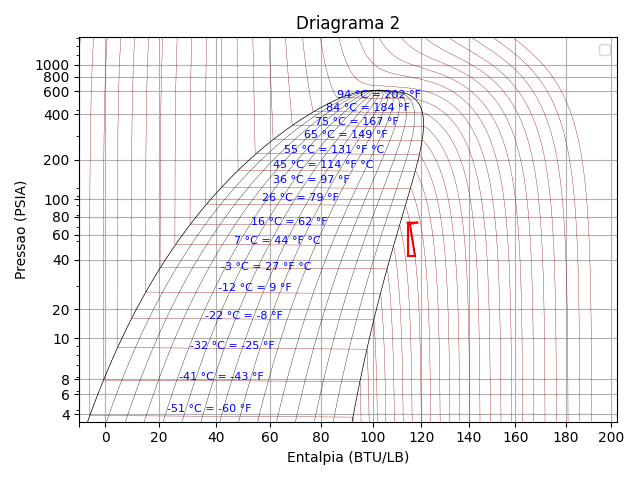 Driagrama 2
1000
800
600
400
200
100
80
60
40
20
10
8
6
4
Pressao (PSIA)
94 °C = 202 °F
84 °C = 184 °F
75 °C = 167 °F
65 °C = 149 °F
55 °C = 131 °F °C
45 °C = 114 °F °C
36 °C = 97 °F
26 °C = 79 °F
16 °C = 62 °F
7 °C = 44 °F °C
-3 °C = 27 °F °C
-12 °C = 9 °F
-22 °C = -8 °F
-32 °C = -25 °F
-41 °C = -43 °F
-51 °C = -60 °F
0 20 40 60 80 100 120 140 160 180 200
Entalpia (BTU/LB)